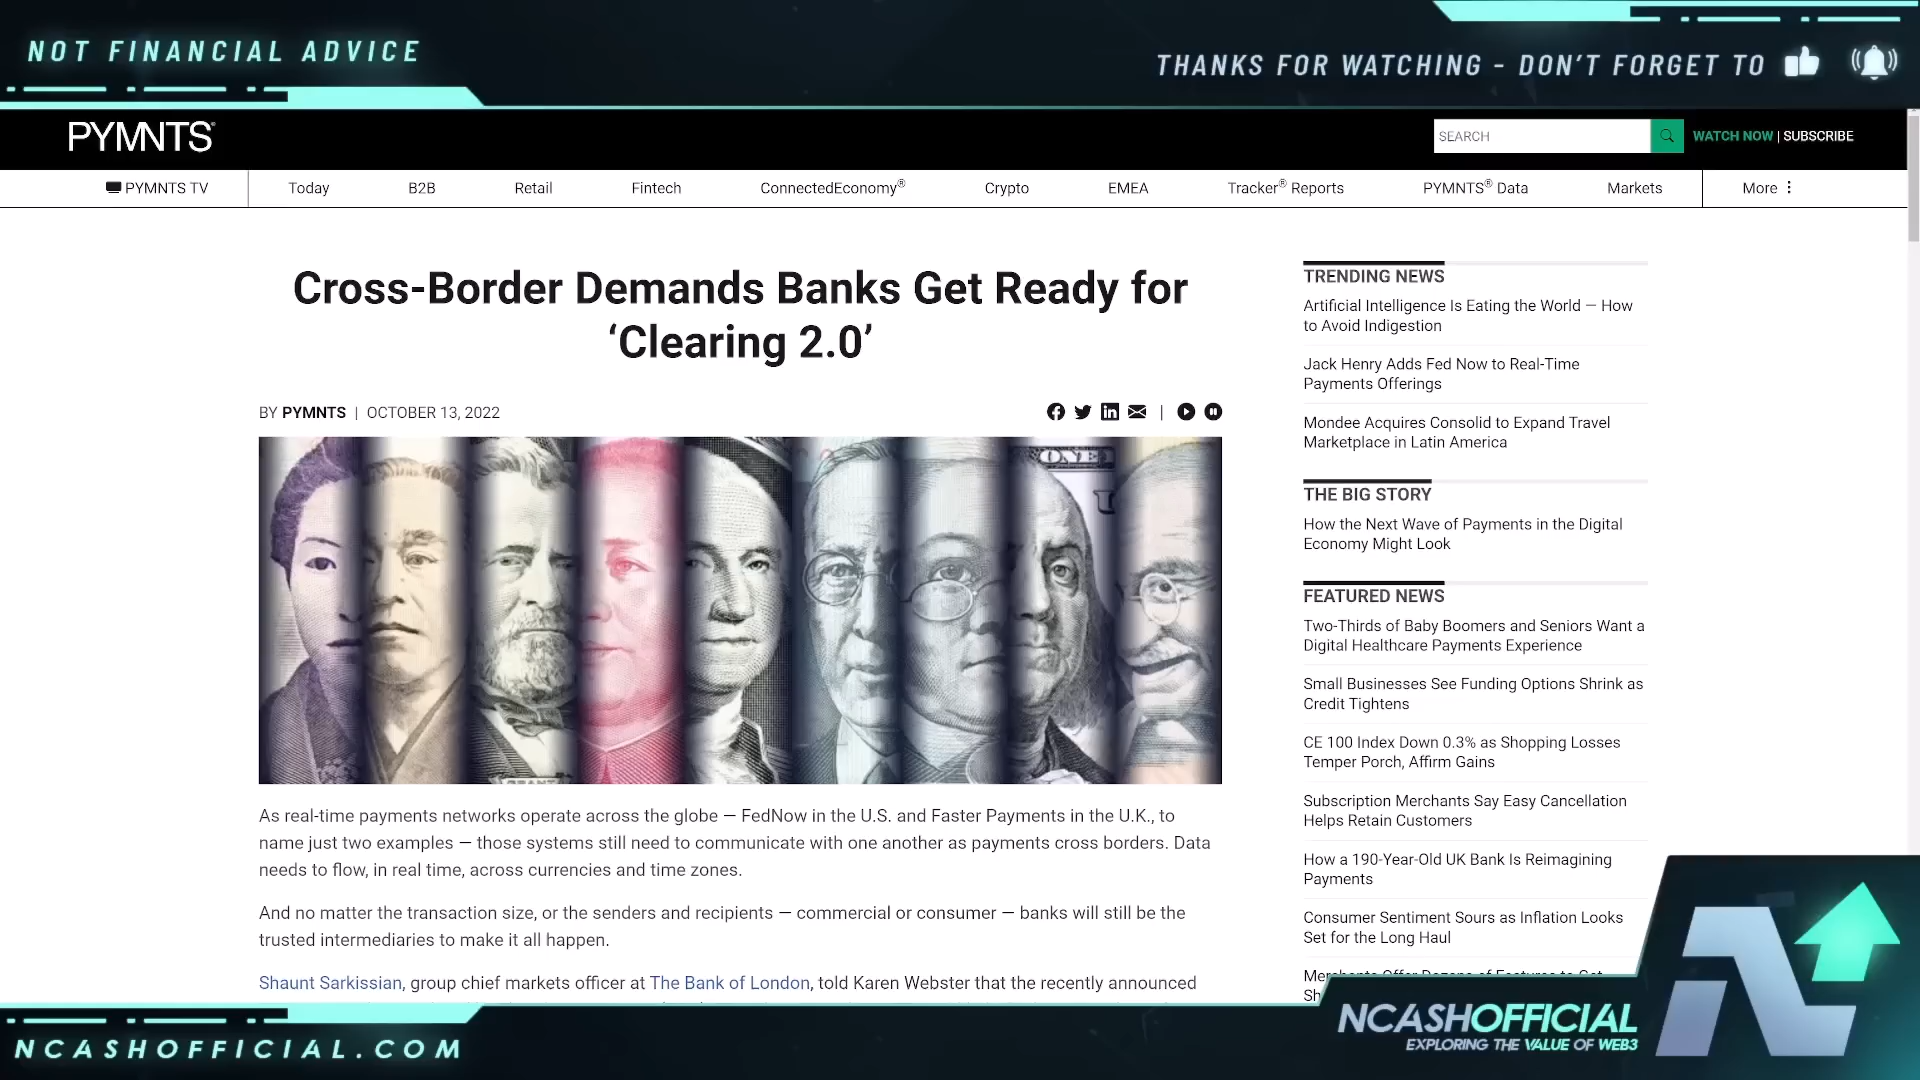 NOT FINANCIAL ADVICE
THANKS FOR WATCHING - DON'T FORGET TO
PYMNTS®
SEARCH
WATCH NOW | SUBSCRIBE
PYMNTS TV
Today
B2B
Retail
Fintech
ConnectedEconomy®
Crypto
EMEA
Tracker® Reports
PYMNTS® Data
Markets
More
Cross-Border Demands Banks Get Ready for
‘Clearing 2.0’
BY PYMNTS | OCTOBER 13, 2022
ONE
As real-time payments networks operate across the globe — FedNow in the U.S. and Faster Payments in the U.K., to
name just two examples — those systems still need to communicate with one another as payments cross borders. Data
needs to flow, in real time, across currencies and time zones.
And no matter the transaction size, or the senders and recipients — commercial or consumer — banks will still be the
trusted intermediaries to make it all happen.
Shaunt Sarkissian, group chief markets officer at The Bank of London, told Karen Webster that the recently announced
TRENDING NEWS
Artificial Intelligence Is Eating the World — How
to Avoid Indigestion
Jack Henry Adds Fed Now to Real-Time
Payments Offerings
Mondee Acquires Consolid to Expand Travel
Marketplace in Latin America
THE BIG STORY
How the Next Wave of Payments in the Digital
Economy Might Look
FEATURED NEWS
Two-Thirds of Baby Boomers and Seniors Want a
Digital Healthcare Payments Experience
Small Businesses See Funding Options Shrink as
Credit Tightens
CE 100 Index Down 0.3% as Shopping Losses
Temper Porch, Affirm Gains
Subscription Merchants Say Easy Cancellation
Helps Retain Customers
How a 190-Year-Old UK Bank Is Reimagining
Payments
Consumer Sentiment Sours as Inflation Looks
Set for the Long Haul
Merchants Offer Dozens of Features to Get
Sh
NCASHOFFICIAL.COM
NCASHOFFICIAL
EXPLORING THE VALUE OF WEB3